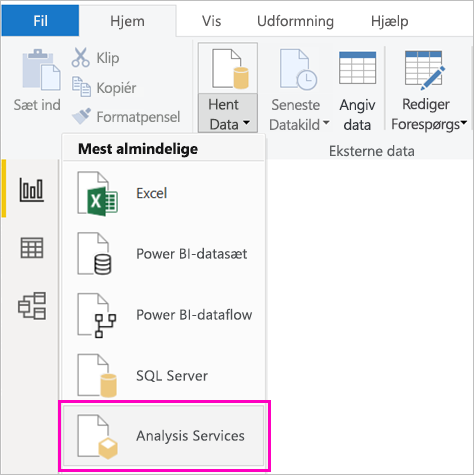 Fil Hjem Vis Udformning Hjælp
Sæt ind
Klip
Kopiér
Formatpensel
Hent
Data
Seneste
Datakild
Angiv
data
Rediger
Forespørgs
Eksterne data
Mest almindelige
Excel
Power BI-datasæt
Power BI-dataflow
SQL Server
Analysis Services